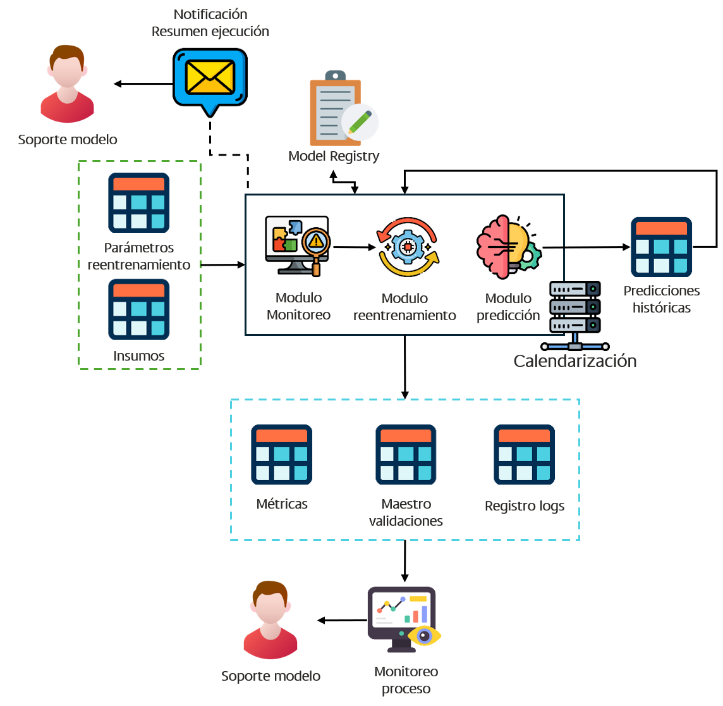 Notificación
Resumen ejecución
Soporte modelo
Model Registry
Parámetros
reentrenamiento
Insumos
Modulo
Monitoreo
Modulo
reentrenamiento
Modulo
predicción
Predicciones
históricas
Calendarización
Métricas
Maestro
validaciones
Registro logs
Soporte modelo
Monitoreo
proceso